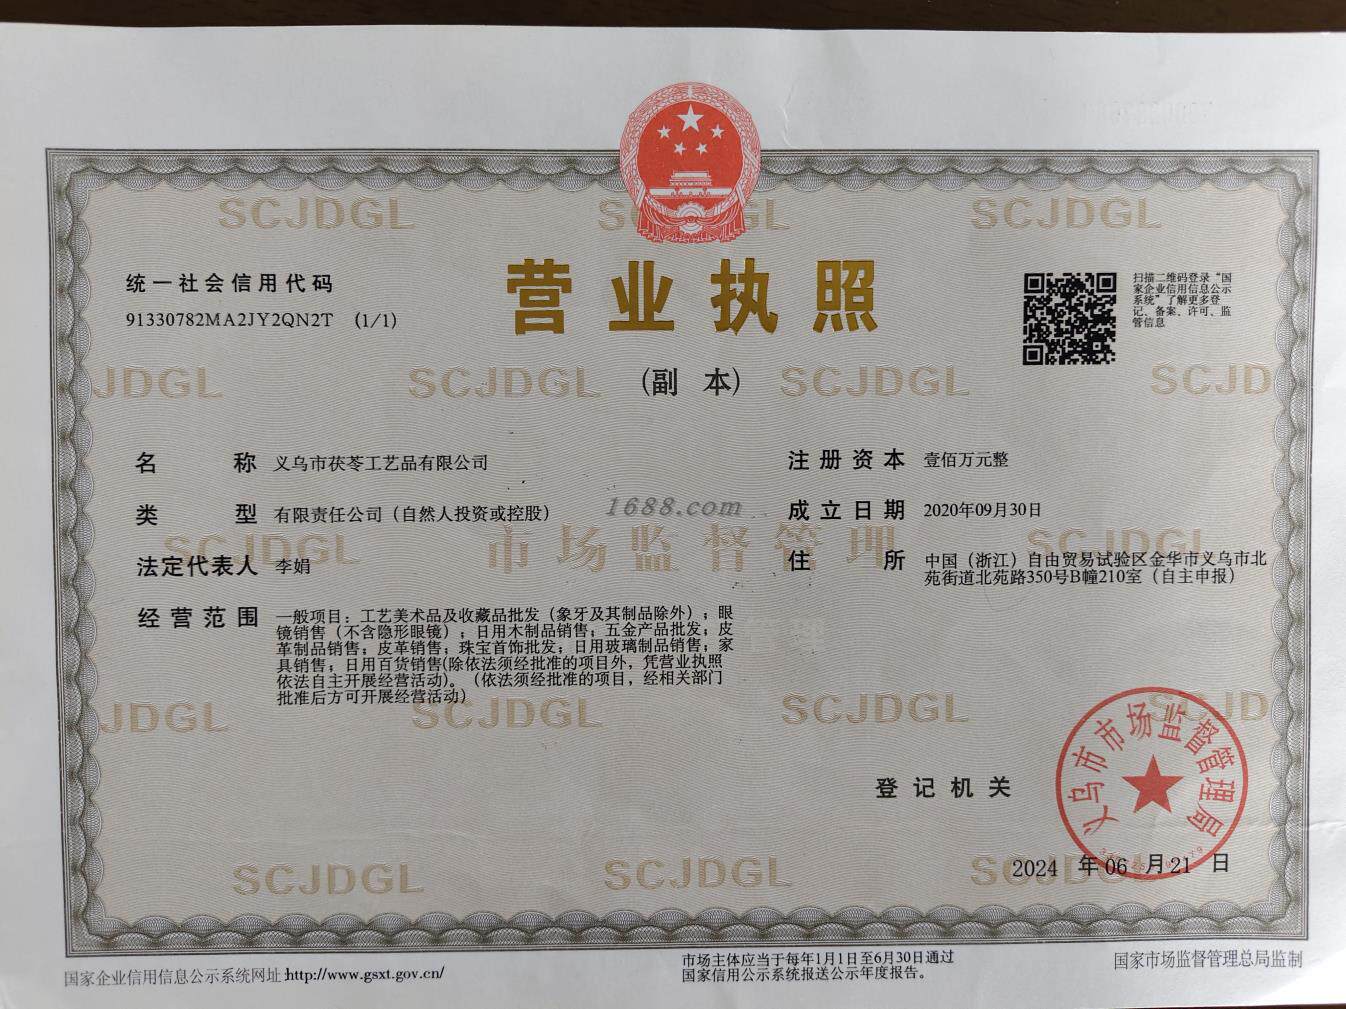 统一社会信用代码
91330782MA2JY2QN2T (1/1)
营业执照
(副 本)
扫描二维码登录“国
家企业信用信息公示
系统”了解更多登
记、备案、许可、监
管信息
SCJDGL
SCJDGL
JDGL
SCJDGL
SCJDGL
SCJD
名 称 义乌市茯苓工艺品有限公司
类 型 有限责任公司（自然人投资或控股）
法定代表人 李娟
经营范围 一般项目：工艺美术品及收藏品批发（象牙及其制品除外）；眼
镜销售（不含隐形眼镜）；日用木制品销售；五金产品批发；皮
革制品销售；皮革销售；珠宝首饰批发；日用玻璃制品销售；家
具销售；日用百货销售(除依法须经批准的项目外，凭营业执照
依法自主开展经营活动)。（依法须经批准的项目，经相关部门
批准后方可开展经营活动）
注册资本 壹佰万元整
成立日期 2020年09月30日
住 所 中国（浙江）自由贸易试验区金华市义乌市北
苑街道北苑路350号B幢210室（自主申报）
1688.com
市场监督管理
SCJDGL
SCJDGL
JDGL
SCJDGL
SCJDGL
SCJD
登记机关
义乌市市场监督管理局
2024 年06 月21 日
SCJDGL
SCJDGL
SCJDGL
国家企业信用信息公示系统网址:http://www.gsxt.gov.cn/
市场主体应当于每年1月1日至6月30日通过
国家信用公示系统报送公示年度报告。
国家市场监督管理总局监制